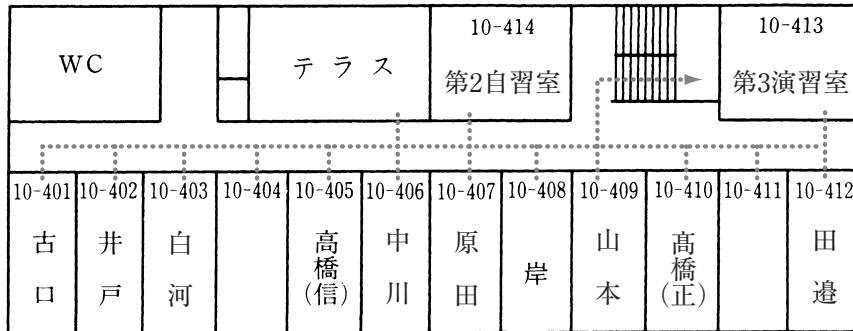 WC
テラス
10-414
第2自習室
10-413
第3演習室
10-401
10-402
10-403
10-404
10-405
10-406
10-407
10-408
10-409
10-410
10-411
10-412
古口
井戸
白河
高橋(信)
中川
原田
岸
山本
髙橋(正)
田邉